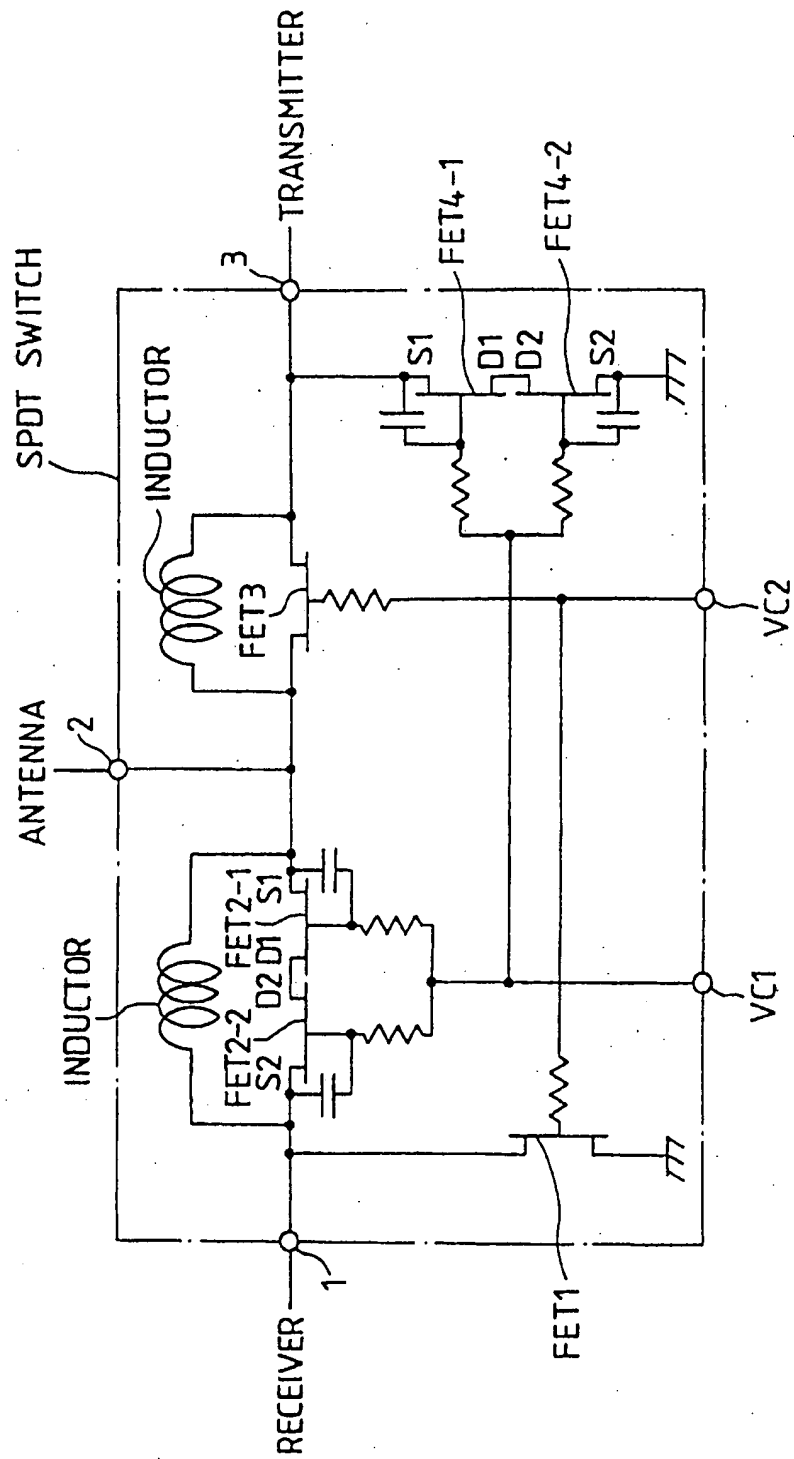 SPDT SWITCH
ANTENNA
2
INDUCTOR
INDUCTOR
RECEIVER
1
3
TRANSMITTER
FET2-2
FET2-1
S2
D2
D1
S1
FET3
S1
FET4-1
D1
D2
FET4-2
S2
FET1
VC1
VC2